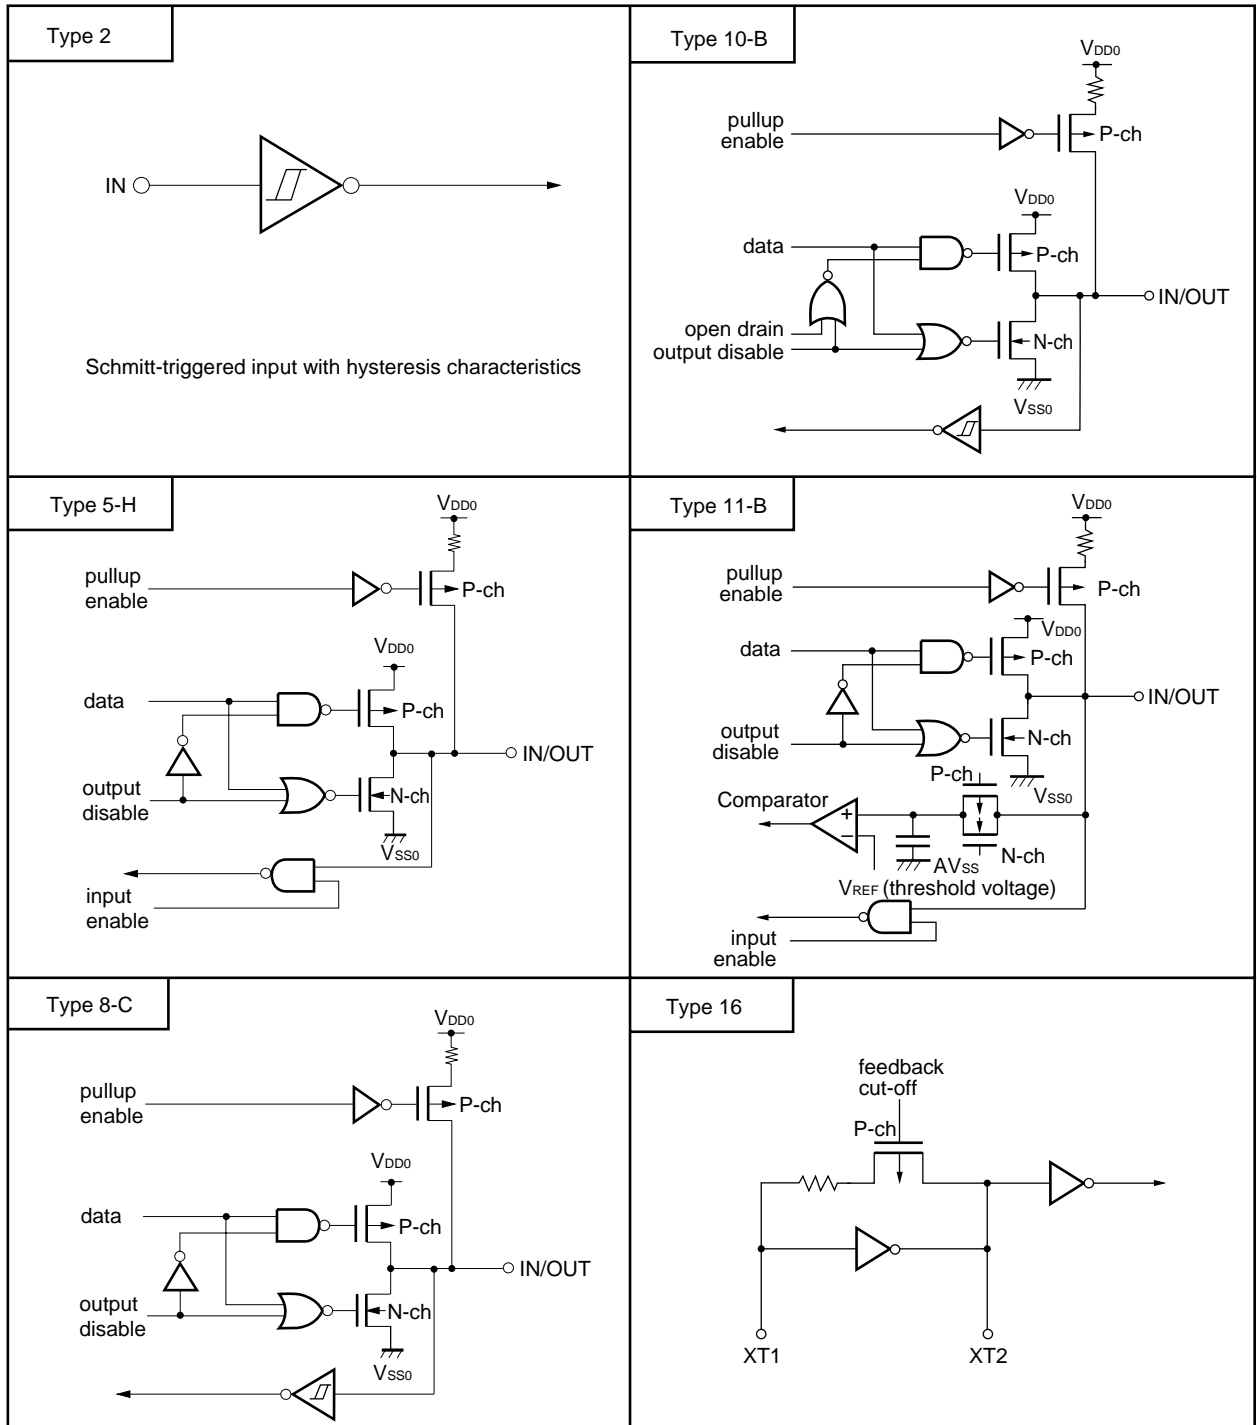 Type 2
IN
Schmitt-triggered input with hysteresis characteristics
Type 10-B
VDD0
pullup
enable
P-ch
VDD0
data
P-ch
IN/OUT
open drain
output disable
N-ch
VSS0
Type 5-H
VDD0
pullup
enable
P-ch
VDD0
data
P-ch
IN/OUT
output
disable
N-ch
VSS0
input
enable
Type 11-B
VDD0
pullup
enable
P-ch
VDD0
data
P-ch
IN/OUT
output
disable
N-ch
P-ch
VSS0
Comparator
+
−
AVSS
N-ch
VREF (threshold voltage)
input
enable
Type 8-C
VDD0
pullup
enable
P-ch
VDD0
data
P-ch
IN/OUT
output
disable
N-ch
VSS0
Type 16
feedback
cut-off
P-ch
XT1
XT2